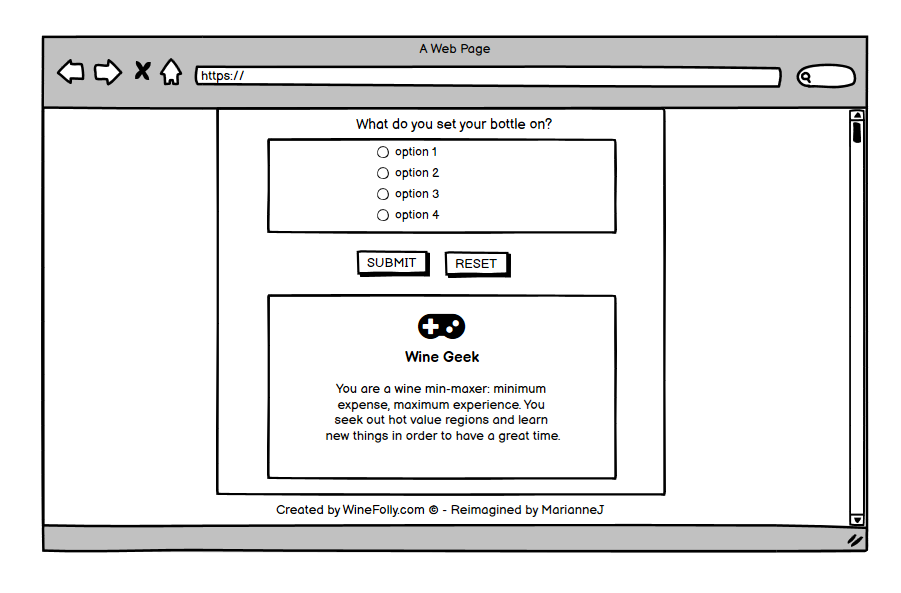 A Web Page
https://
What do you set your bottle on?
option 1
option 2
option 3
option 4
SUBMIT RESET
Wine Geek
You are a wine min-maxer: minimum
expense, maximum experience. You
seek out hot value regions and learn
new things in order to have a great time.
Created by WineFolly.com © - Reimagined by MarianneJ